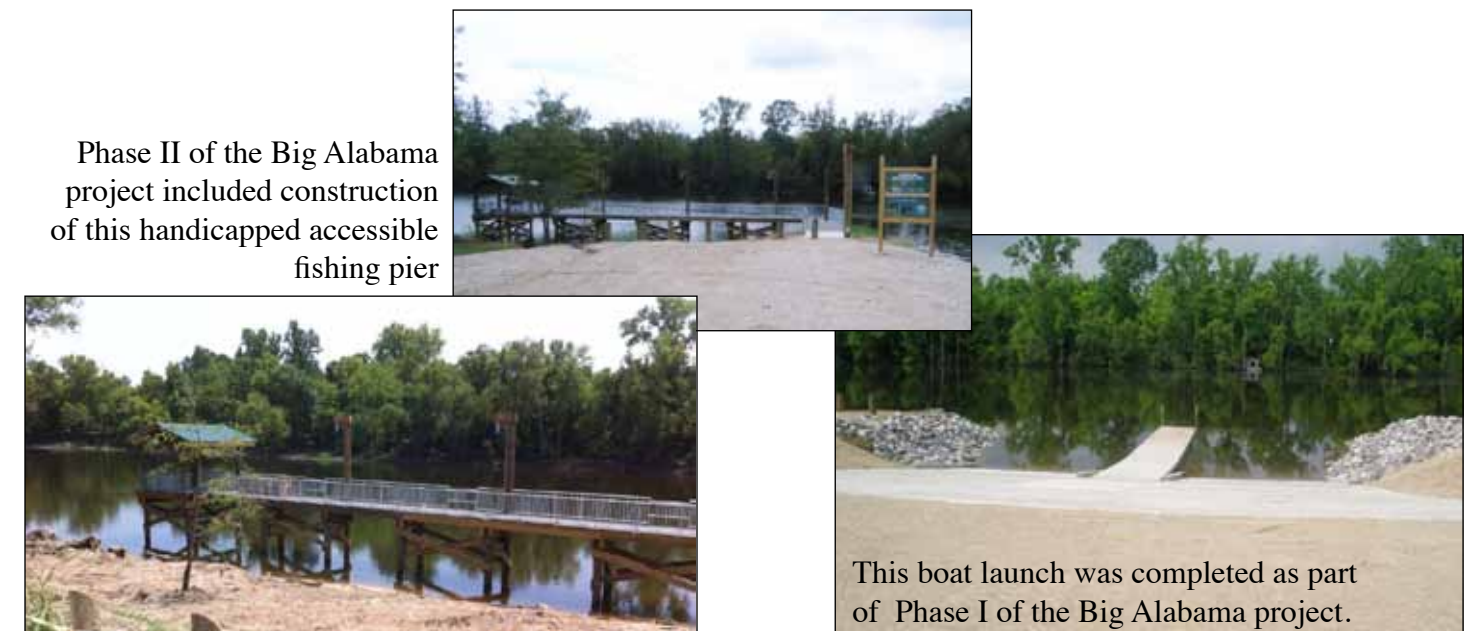 Phase II of the Big Alabama
project included construction
of this handicapped accessible
fishing pier
This boat launch was completed as part
of Phase I of the Big Alabama project.